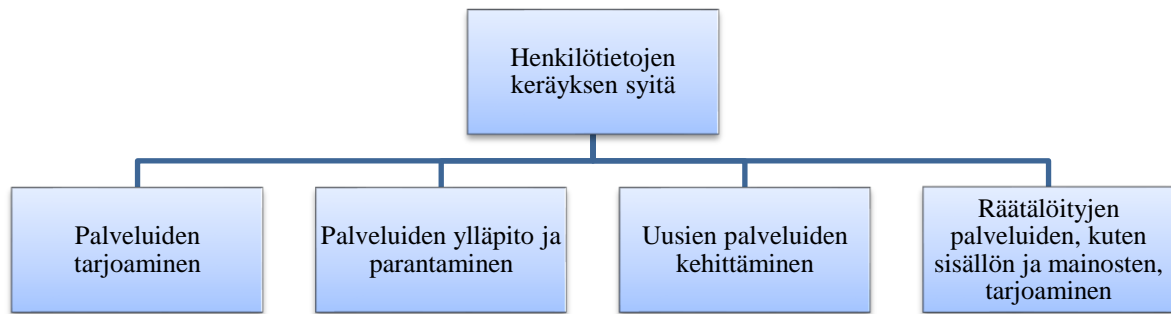 Henkilötietojen
keräyksen syitä
Palveluiden
tarjoaminen
Palveluiden ylläpito ja
parantaminen
Uusien palveluiden
kehittäminen
Räätälöityjen
palveluiden, kuten
sisällön ja mainosten,
tarjoaminen